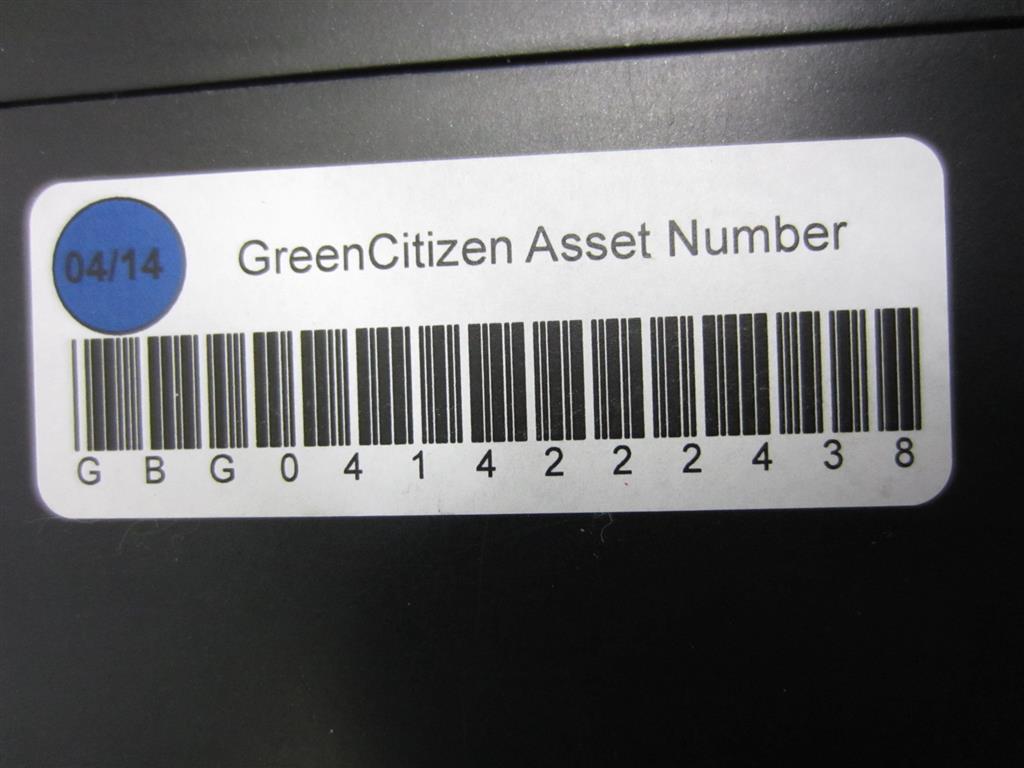 04/14
GreenCitizen Asset Number
G B G 0 4 1 4 2 2 2 4 3 8